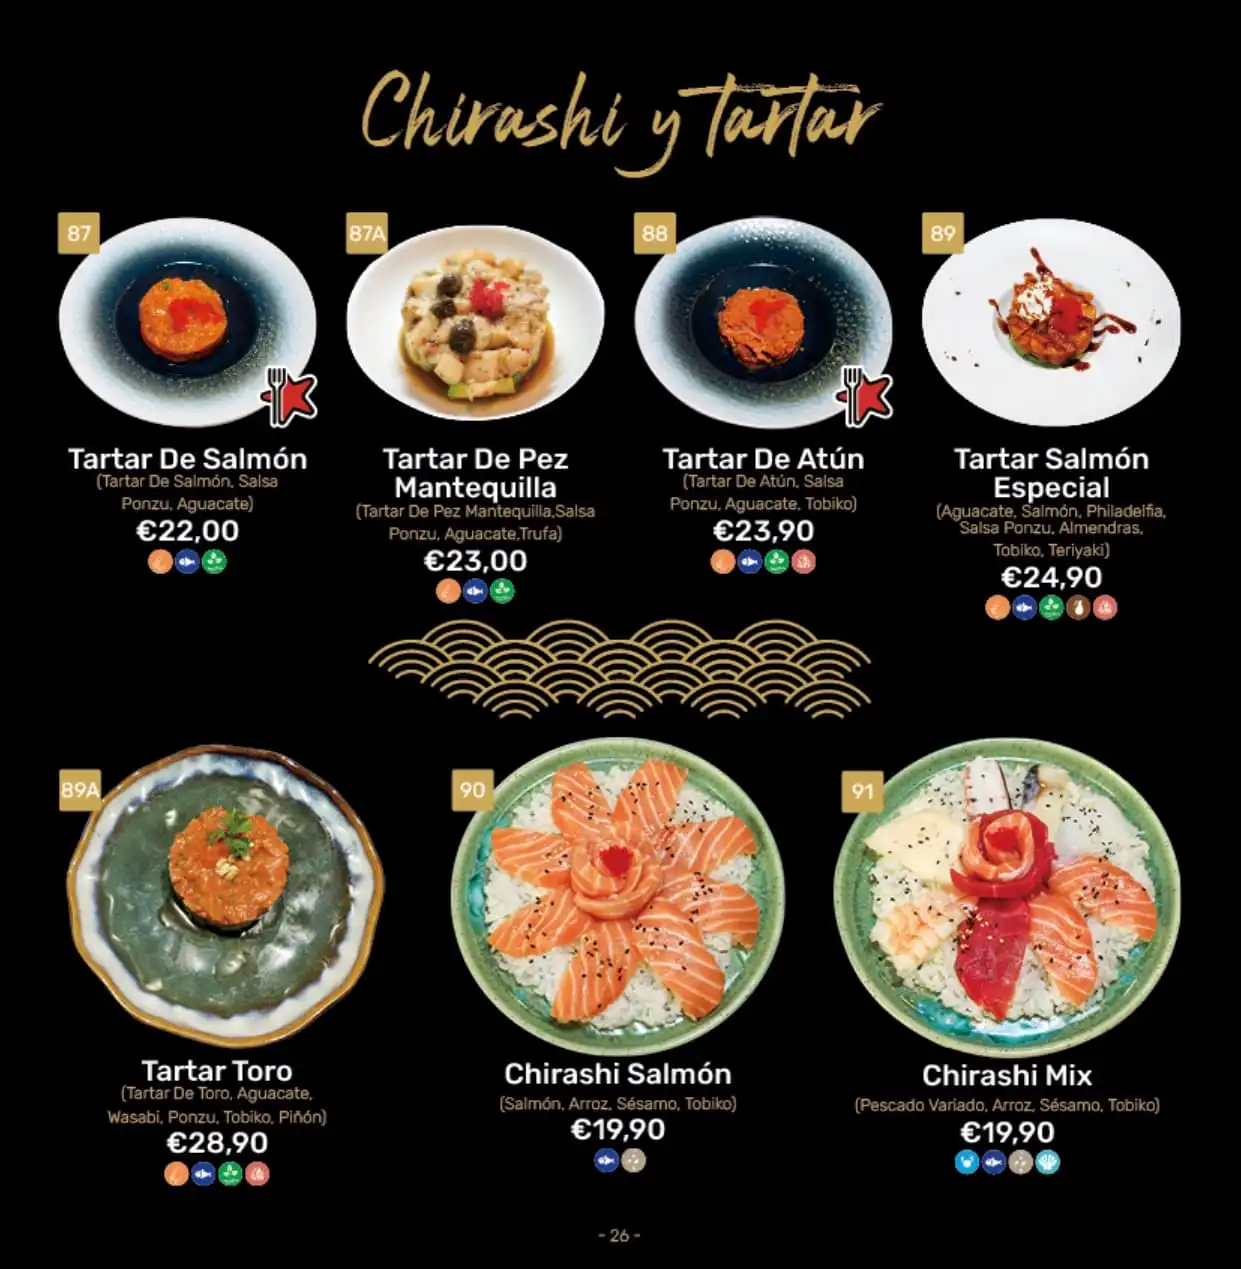 Chirashi y tartar
87
Tartar De Salmón
(Tartar De Salmón, Salsa
Ponzu, Aguacate)
€22,00
87A
Tartar De Pez
Mantequilla
(Tartar De Pez Mantequilla,Salsa
Ponzu, Aguacate,Trufa)
€23,00
88
Tartar De Atún
(Tartar De Atún, Salsa
Ponzu, Aguacate, Tobiko)
€23,90
89
Tartar Salmón
Especial
(Aguacate, Salmón, Philadelfia,
Salsa Ponzu, Almendras,
Tobiko, Teriyaki)
€24,90
89A
Tartar Toro
(Tartar De Toro, Aguacate,
Wasabi, Ponzu, Tobiko, Piñón)
€28,90
90
Chirashi Salmón
(Salmón, Arroz, Sésamo, Tobiko)
€19,90
91
Chirashi Mix
(Pescado Variado, Arroz, Sésamo, Tobiko)
€19,90
- 26 -